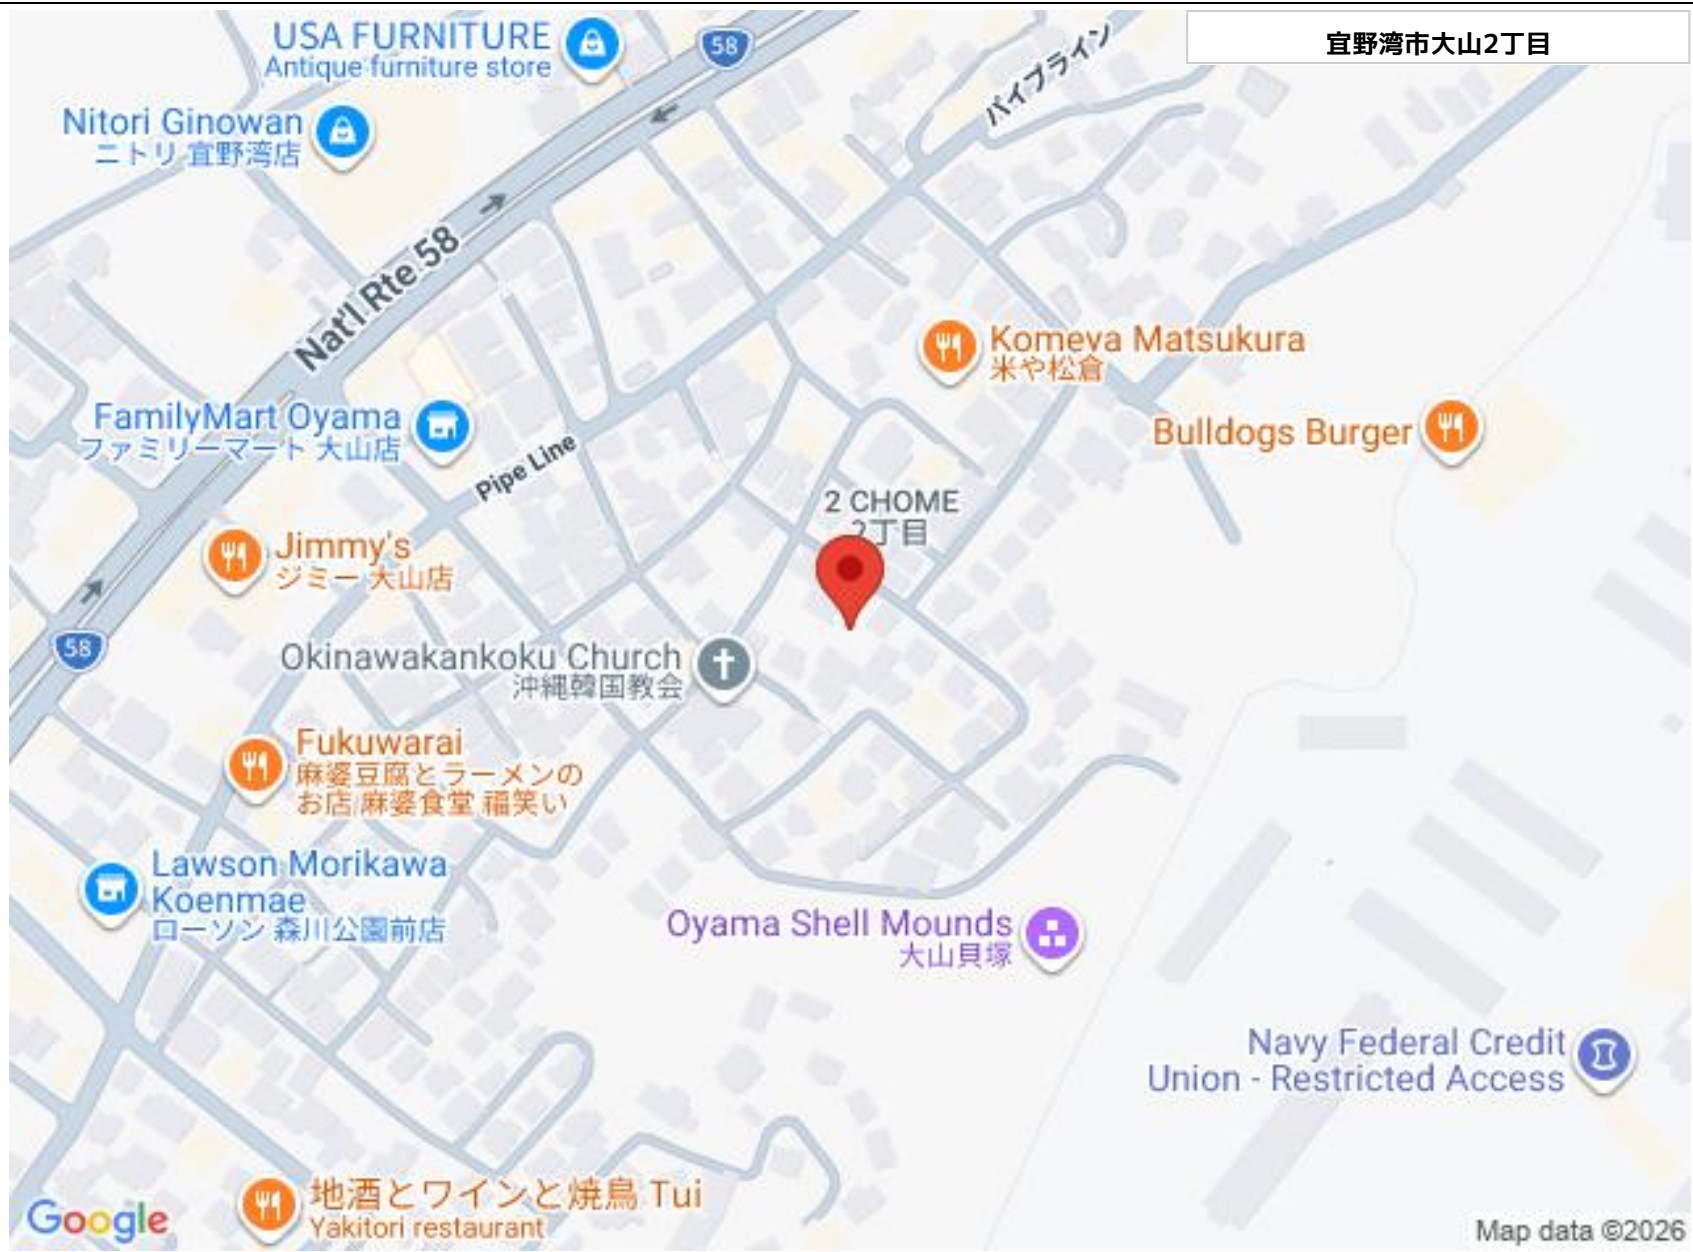 宜野湾市大山2丁目
USA FURNITURE
Antique furniture store
58
パイプライン
Nitori Ginowan
ニトリ 宜野湾店
Nat'l Rte 58
Komeya Matsukura
米や松倉
FamilyMart Oyama
ファミリーマート 大山店
Bulldogs Burger
Pipe Line
2 CHOME
2丁目
Jimmy's
ジミー 大山店
58
Okinawakankoku Church
沖縄韓国教会
Fukuwarai
麻婆豆腐とラーメンの
お店 麻婆食堂 福笑い
Lawson Morikawa
Koenmae
ローソン 森川公園前店
Oyama Shell Mounds
大山貝塚
Navy Federal Credit
Union - Restricted Access
地酒とワインと焼鳥 Tui
Yakitori restaurant
Google
Map data ©2026